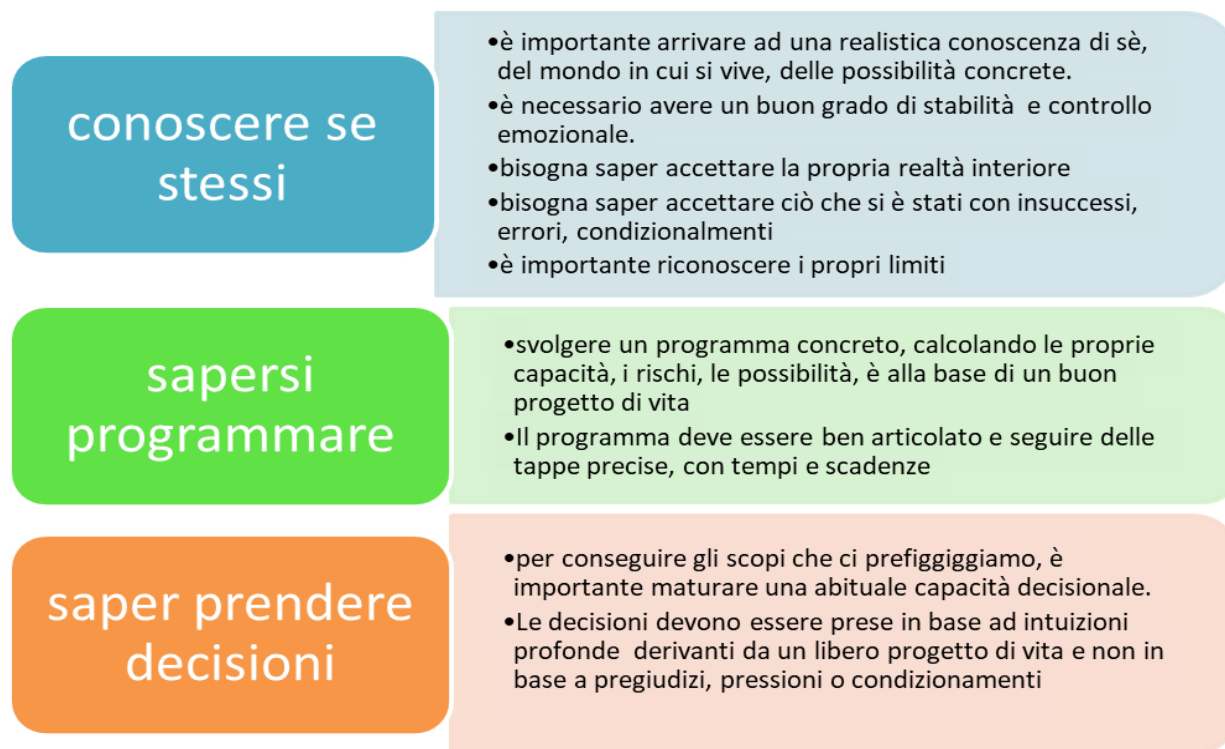 conoscere se
stessi
•è importante arrivare ad una realistica conoscenza di sè,
del mondo in cui si vive, delle possibilità concrete.
•è necessario avere un buon grado di stabilità e controllo
emozionale.
•bisogna saper accettare la propria realtà interiore
•bisogna saper accettare ciò che si è stati con insuccessi,
errori, condizionalmenti
•è importante riconoscere i propri limiti
sapersi
programmare
•svolgere un programma concreto, calcolando le proprie
capacità, i rischi, le possibilità, è alla base di un buon
progetto di vita
•Il programma deve essere ben articolato e seguire delle
tappe precise, con tempi e scadenze
saper prendere
decisioni
•per conseguire gli scopi che ci prefiggiggiamo, è
importante maturare una abituale capacità decisionale.
•Le decisioni devono essere prese in base ad intuizioni
profonde derivanti da un libero progetto di vita e non in
base a pregiudizi, pressioni o condizionamenti